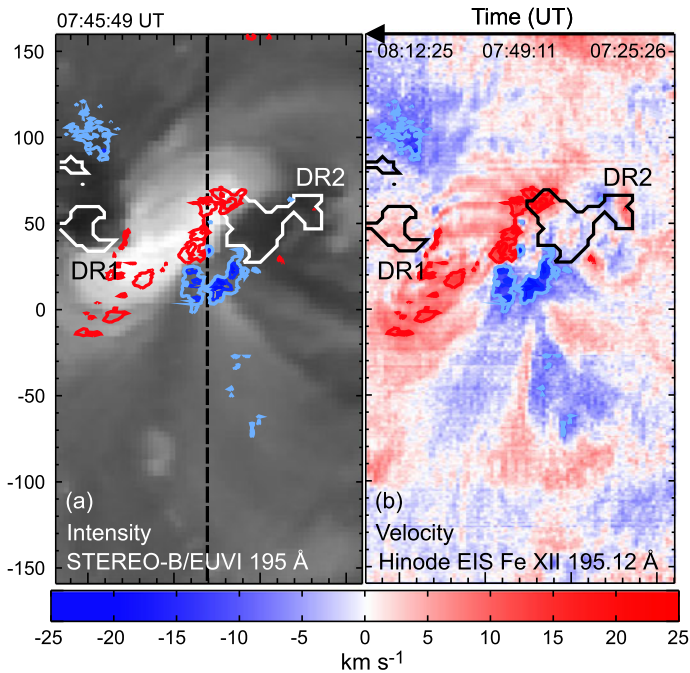 07:45:49 UT
Time (UT)
08:12:25 07:49:11 07:25:26
150
100
50
0
-50
-100
-150
DR2
DR1
DR2
DR1
(a)
Intensity
STEREO-B/EUVI 195 Å
(b)
Velocity
Hinode EIS Fe XII 195.12 Å
-25 -20 -15 -10 -5 0 5 10 15 20 25
km s-1